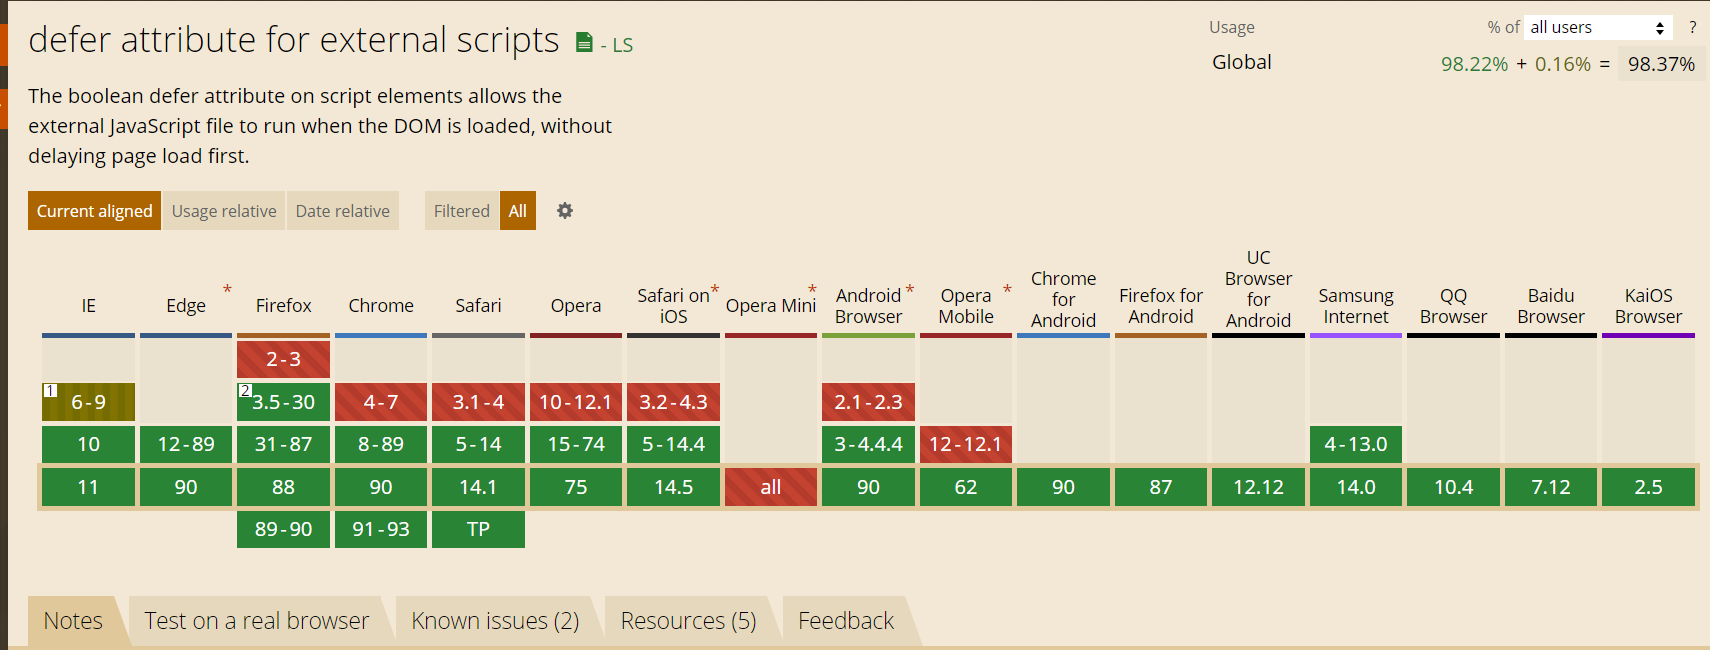 defer attribute for external scripts - LS
Usage % of all users ?
Global 98.22% + 0.16% = 98.37%
The boolean defer attribute on script elements allows the
external JavaScript file to run when the DOM is loaded, without
delaying page load first.
Current aligned Usage relative Date relative Filtered All
IE
Edge *
Firefox
Chrome
Safari
Opera
Safari on *
iOS
Opera Mini *
Android *
Browser
Opera *
Mobile
Chrome
for
Android
Firefox for
Android
UC
Browser
for
Android
Samsung
Internet
QQ
Browser
Baidu
Browser
KaiOS
Browser
2-3
1 6-9 2 3.5-30 4-7 3.1-4 10-12.1 3.2-4.3 2.1-2.3
10 12-89 31-87 8-89 5-14 15-74 5-14.4 3-4.4.4 12-12.1 4-13.0
11 90 88 90 14.1 75 14.5 all 90 62 90 87 12.12 14.0 10.4 7.12 2.5
89-90 91-93 TP
Notes Test on a real browser Known issues (2) Resources (5) Feedback